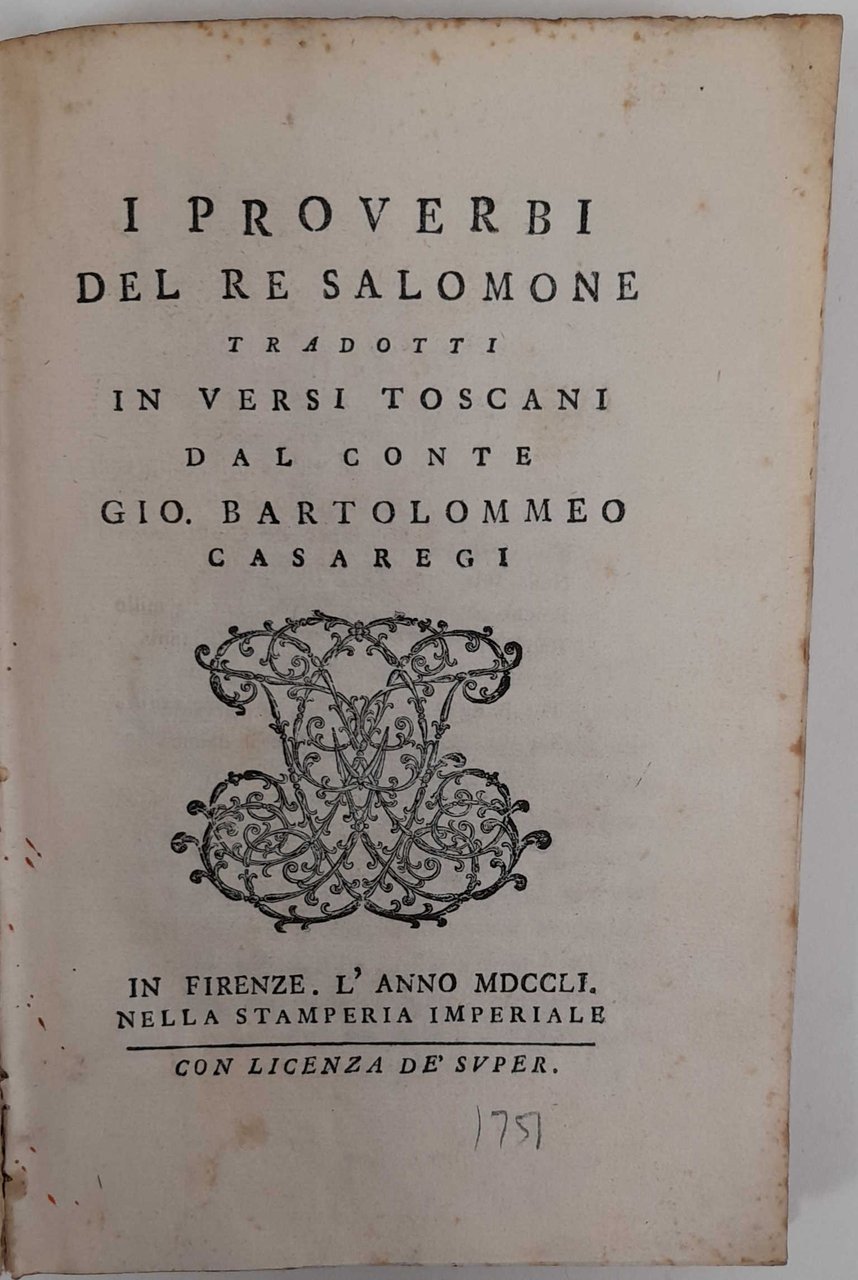 I PROVERBI
DEL RE SALOMONE
TRADOTTI
IN VERSI TOSCANI
DAL CONTE
GIO. BARTOLOMMEO
CASAREGI
IN FIRENZE. L' ANNO MDCCLI.
NELLA STAMPERIA IMPERIALE
CON LICENZA DE' SVPER.
1751